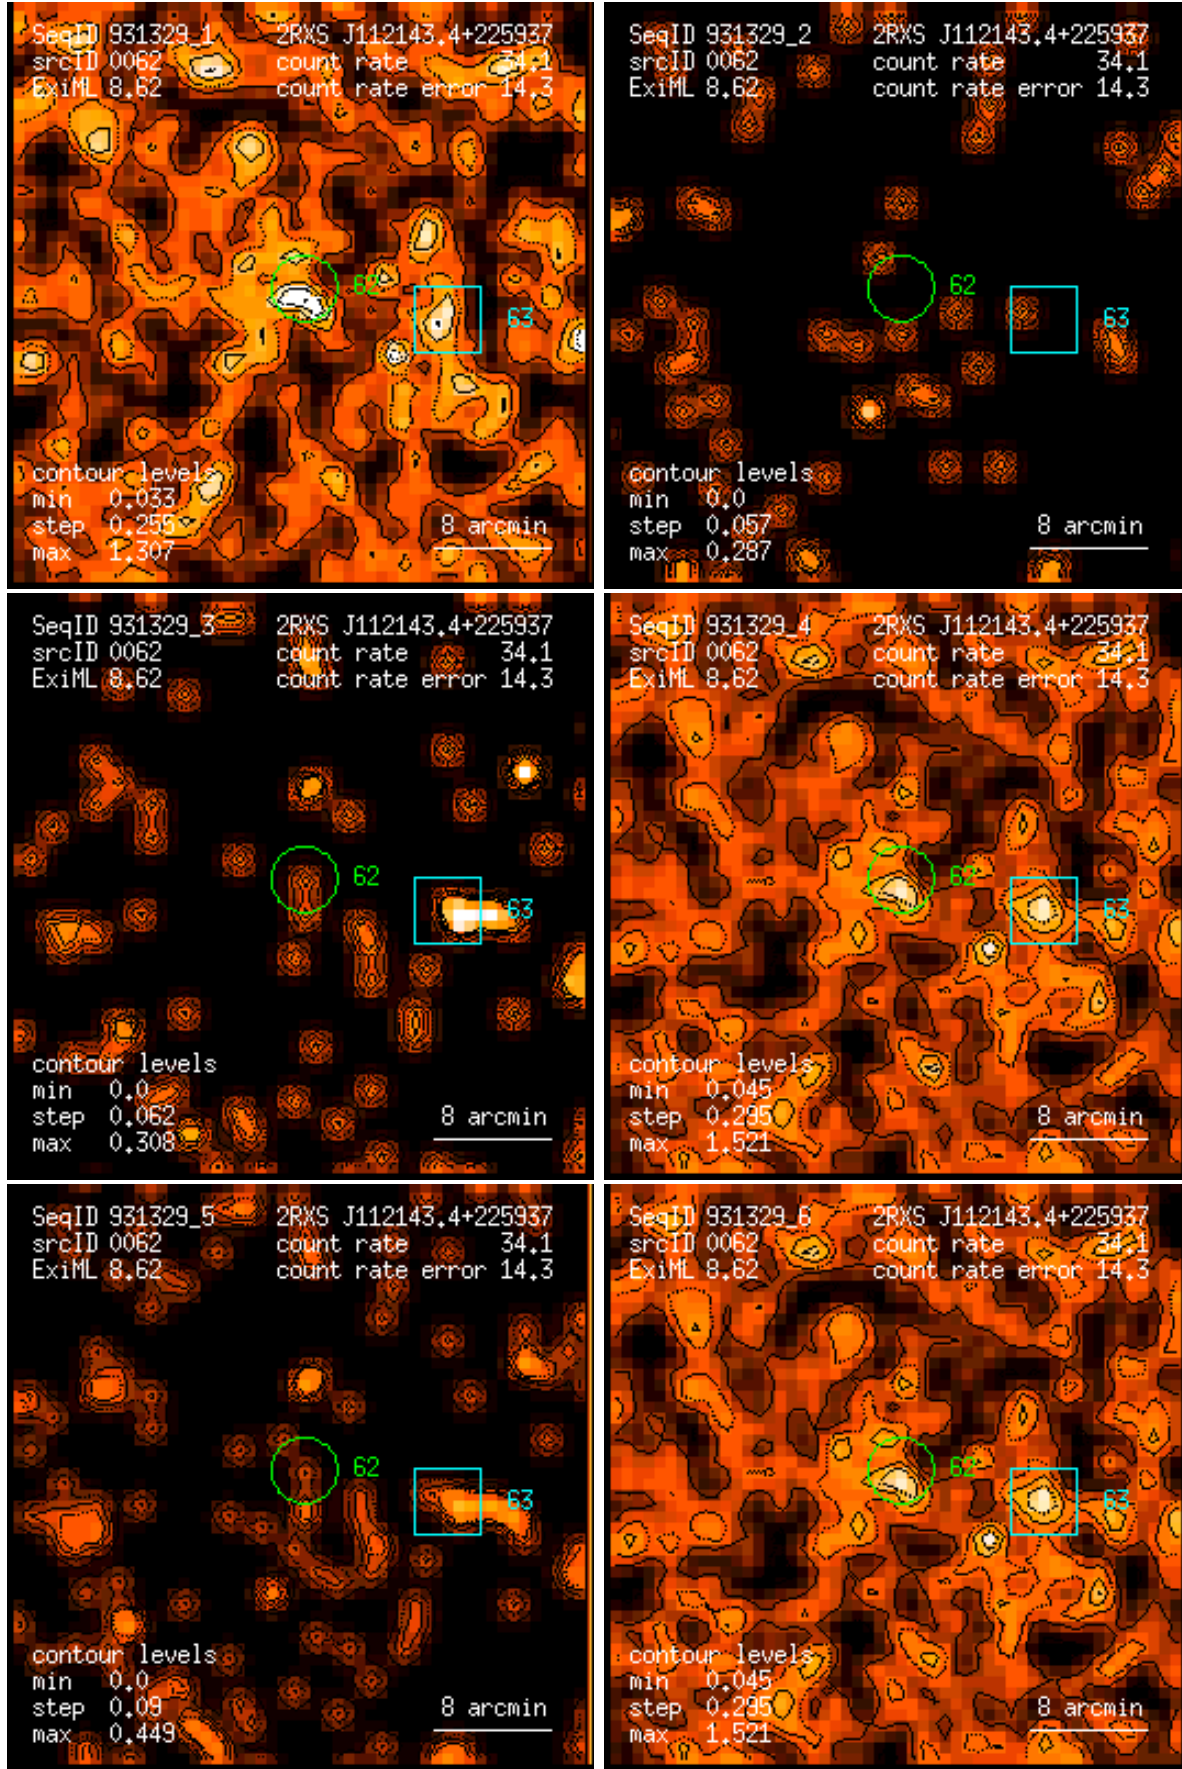 SeqID 931329_1 2RXS J112143.4+225937
srcID 0062 count rate 34.1
ExiML 8.62 count rate error 14.3
62
63
contour levels
min 0.033
step 0.255 8 arcmin
max 1.307
SeqID 931329_2 2RXS J112143.4+225937
srcID 0062 count rate 34.1
ExiML 8.62 count rate error 14.3
62
63
contour levels
min 0.0
step 0.057 8 arcmin
max 0.287
SeqID 931329_3 2RXS J112143.4+225937
srcID 0062 count rate 34.1
ExiML 8.62 count rate error 14.3
62
63
contour levels
min 0.0
step 0.062 8 arcmin
max 0.308
SeqID 931329_4 2RXS J112143.4+225937
srcID 0062 count rate 34.1
ExiML 8.62 count rate error 14.3
62
63
contour levels
min 0.045
step 0.295 8 arcmin
max 1.521
SeqID 931329_5 2RXS J112143.4+225937
srcID 0062 count rate 34.1
ExiML 8.62 count rate error 14.3
62
63
contour levels
min 0.0
step 0.09 8 arcmin
max 0.449
SeqID 931329_6 2RXS J112143.4+225937
srcID 0062 count rate 34.1
ExiML 8.62 count rate error 14.3
62
63
contour levels
min 0.045
step 0.295 8 arcmin
max 1.521